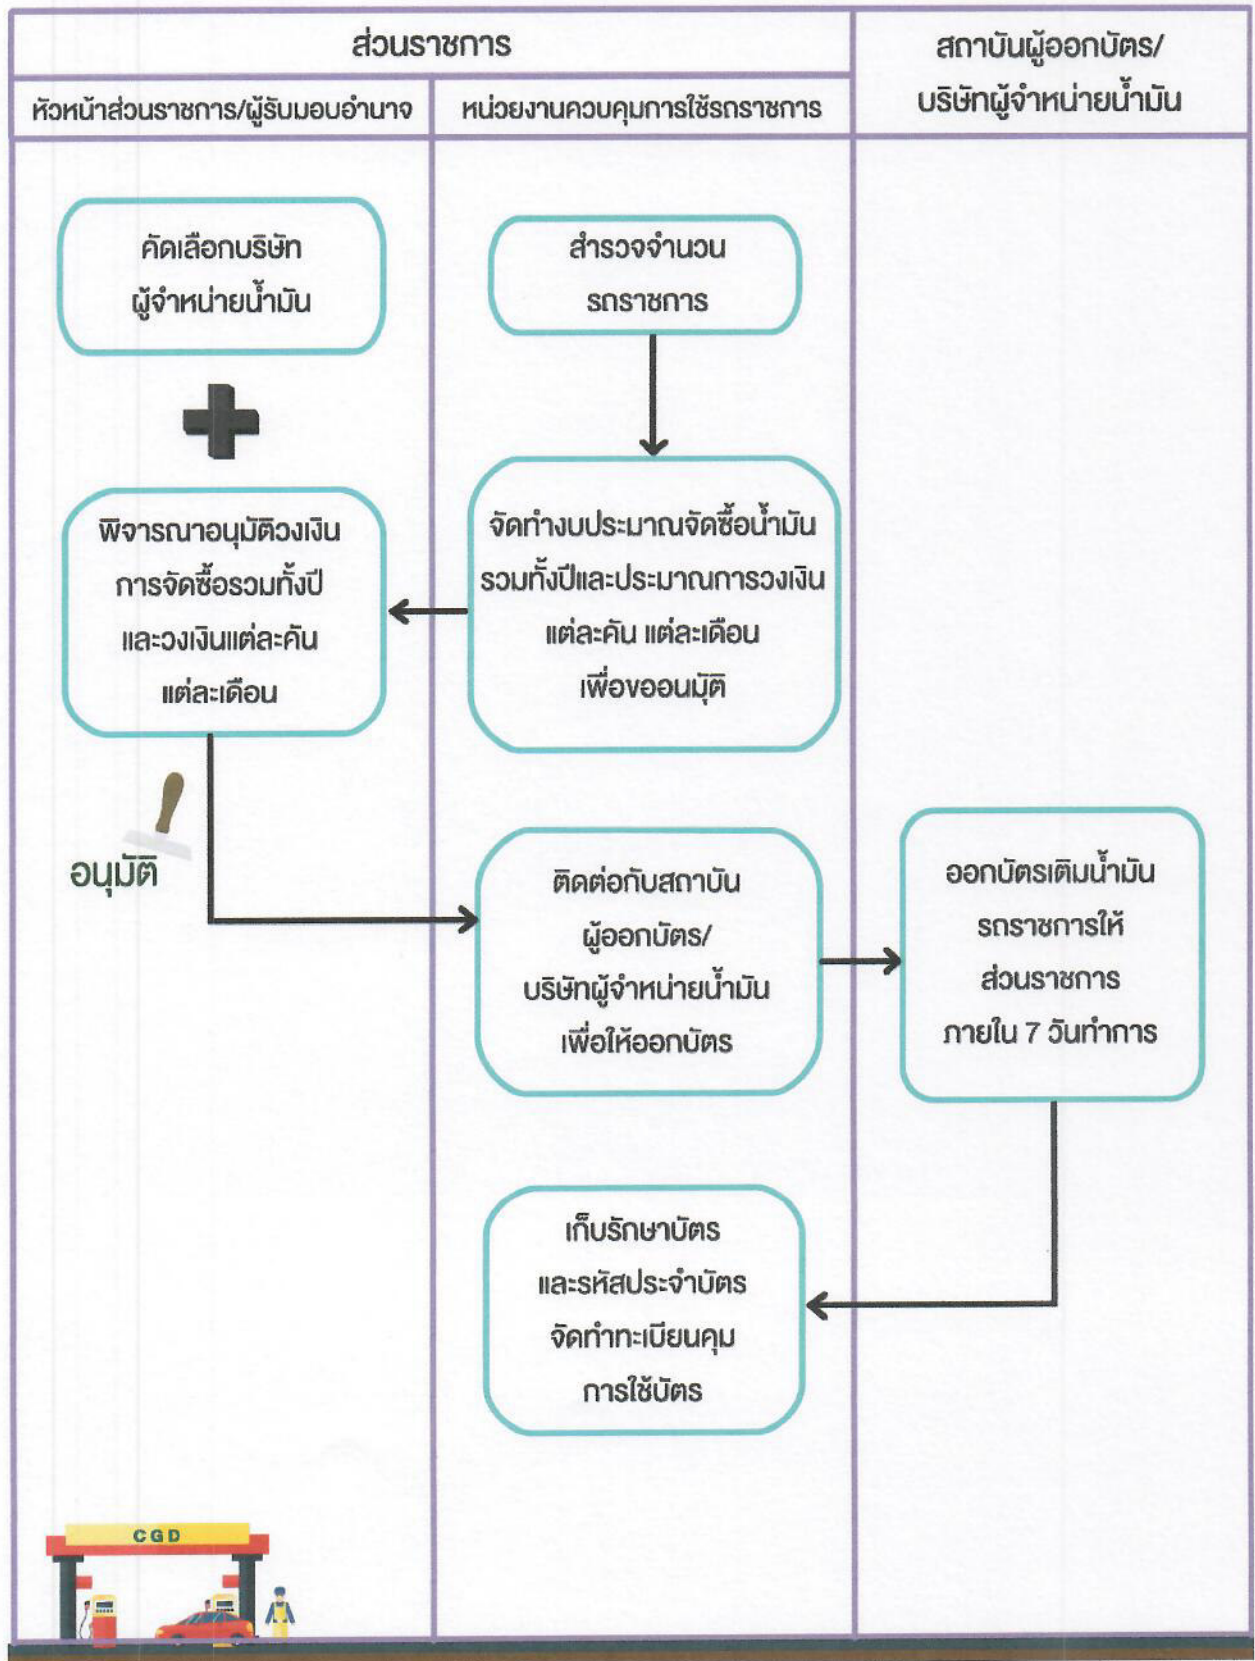 ส่วนราชการ
สถาบันผู้ออกบัตร/
บริษัทผู้จำหน่ายน้ำมัน
หัวหน้าส่วนราชการ/ผู้รับมอบอำนาจ
หน่วยงานควบคุมการใช้รถราชการ
คัดเลือกบริษัท
ผู้จำหน่ายน้ำมัน
สำรวจจำนวน
รถราชการ
จัดทำงบประมาณจัดซื้อน้ำมัน
รวมทั้งปีและประมาณการวงเงิน
แต่ละคัน แต่ละเดือน
เพื่อขออนุมัติ
พิจารณาอนุมัติวงเงิน
การจัดซื้อรวมทั้งปี
และวงเงินแต่ละคัน
แต่ละเดือน
อนุมัติ
ติดต่อกับสถาบัน
ผู้ออกบัตร/
บริษัทผู้จำหน่ายน้ำมัน
เพื่อให้ออกบัตร
ออกบัตรเติมน้ำมัน
รถราชการให้
ส่วนราชการ
ภายใน 7 วันทำการ
เก็บรักษาบัตร
และรหัสประจำบัตร
จัดทำทะเบียนคุม
การใช้บัตร
CGD